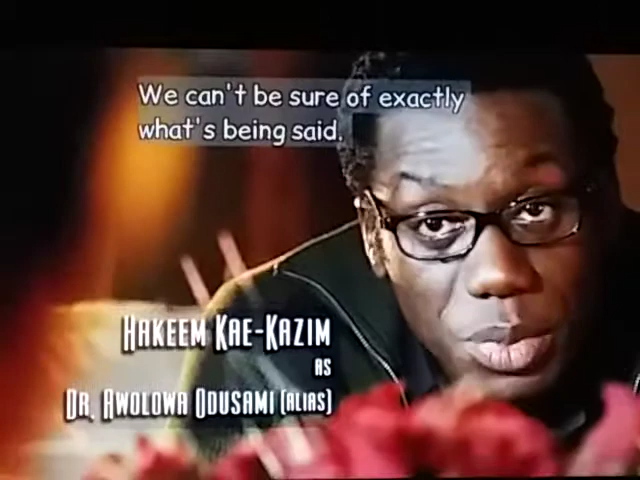 We can't be sure of exactly
what's being said.
HAKEEM KAE-KAZIM
AS
DR. AWOLOWA ODUSAMI (ALIAS)